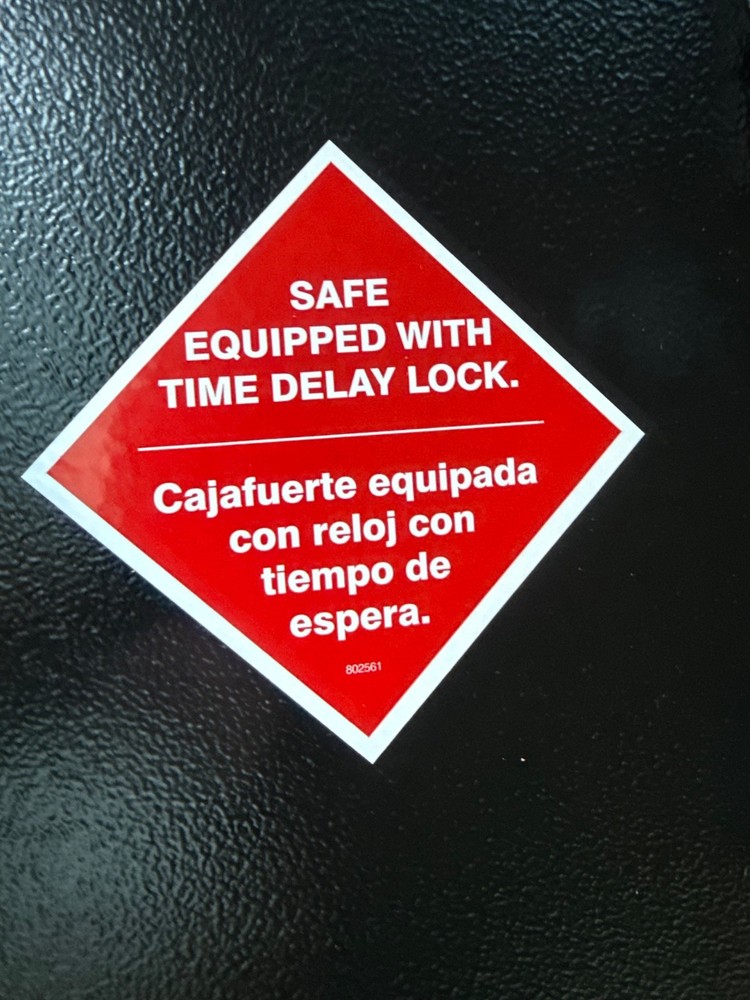 SAFE
EQUIPPED WITH
TIME DELAY LOCK.
Cajafuerte equipada
con reloj con
tiempo de
espera.
802561